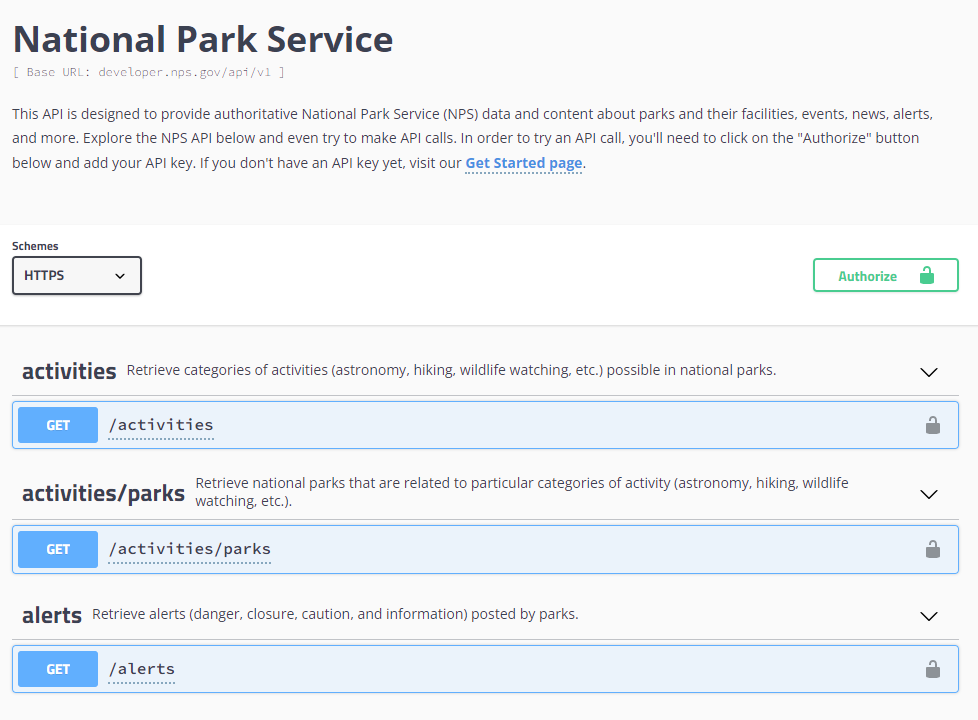 National Park Service
[ Base URL: developer.nps.gov/api/v1 ]
This API is designed to provide authoritative National Park Service (NPS) data and content about parks and their facilities, events, news, alerts,
and more. Explore the NPS API below and even try to make API calls. In order to try an API call, you'll need to click on the "Authorize" button
below and add your API key. If you don't have an API key yet, visit our Get Started page.
Schemes
HTTPS
Authorize
activities Retrieve categories of activities (astronomy, hiking, wildlife watching, etc.) possible in national parks.
GET /activities
activities/parks Retrieve national parks that are related to particular categories of activity (astronomy, hiking, wildlife
watching, etc.).
GET /activities/parks
alerts Retrieve alerts (danger, closure, caution, and information) posted by parks.
GET /alerts